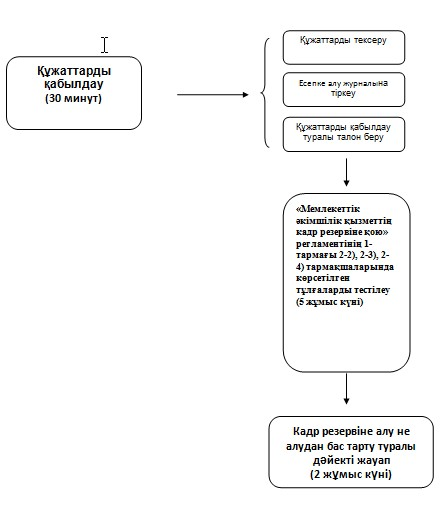 Құжаттарды
қабылдау
(30 минут)
Құжаттарды тексеру
Есепке алу журналына
тіркеу
Құжаттарды қабылдау
туралы талон беру
«Мемлекеттік
әкімшілік қызметтің
кадр резервіне қою»
регламентінің 1-
тармағы 2-2), 2-3), 2-
4) тармақшаларында
көрсетілген
тұлғаларды тестілеу
(5 жұмыс күні)
Кадр резервіне алу не
алудан бас тарту туралы
дәйекті жауап
(2 жұмыс күні)